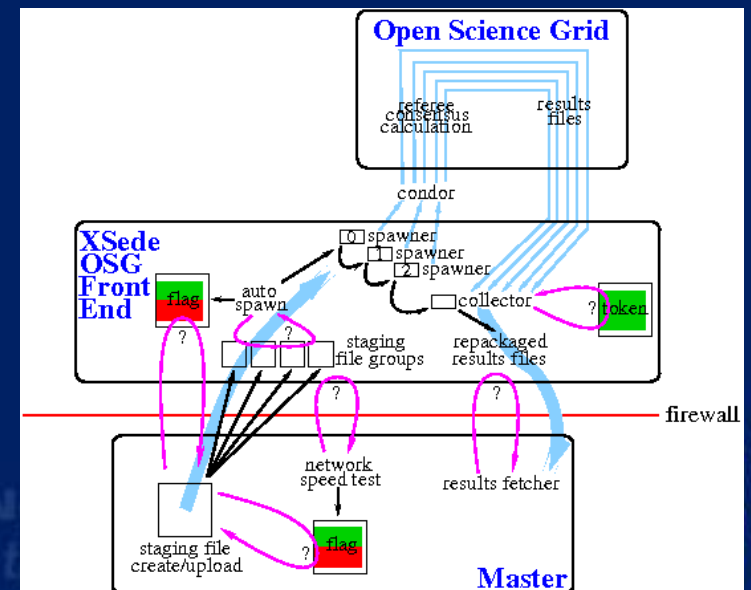 Open Science Grid
referee
consensus
calculation
results
files
condor
XSede
OSG
Front
End
0 spawner
1 spawner
2 spawner
flag
auto
spawn
collector
? token
?
?
staging
file groups
repackaged
results files
?
?
firewall
network
speed test
results fetcher
? flag
staging file
create/upload
Master